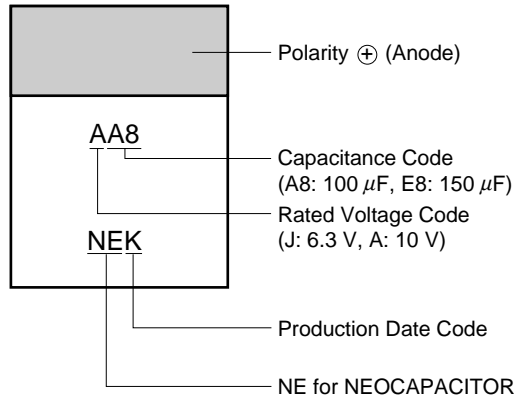 Polarity ⊕ (Anode)
AA8
Capacitance Code
(A8: 100 μF, E8: 150 μF)
Rated Voltage Code
(J: 6.3 V, A: 10 V)
NEK
Production Date Code
NE for NEOCAPACITOR